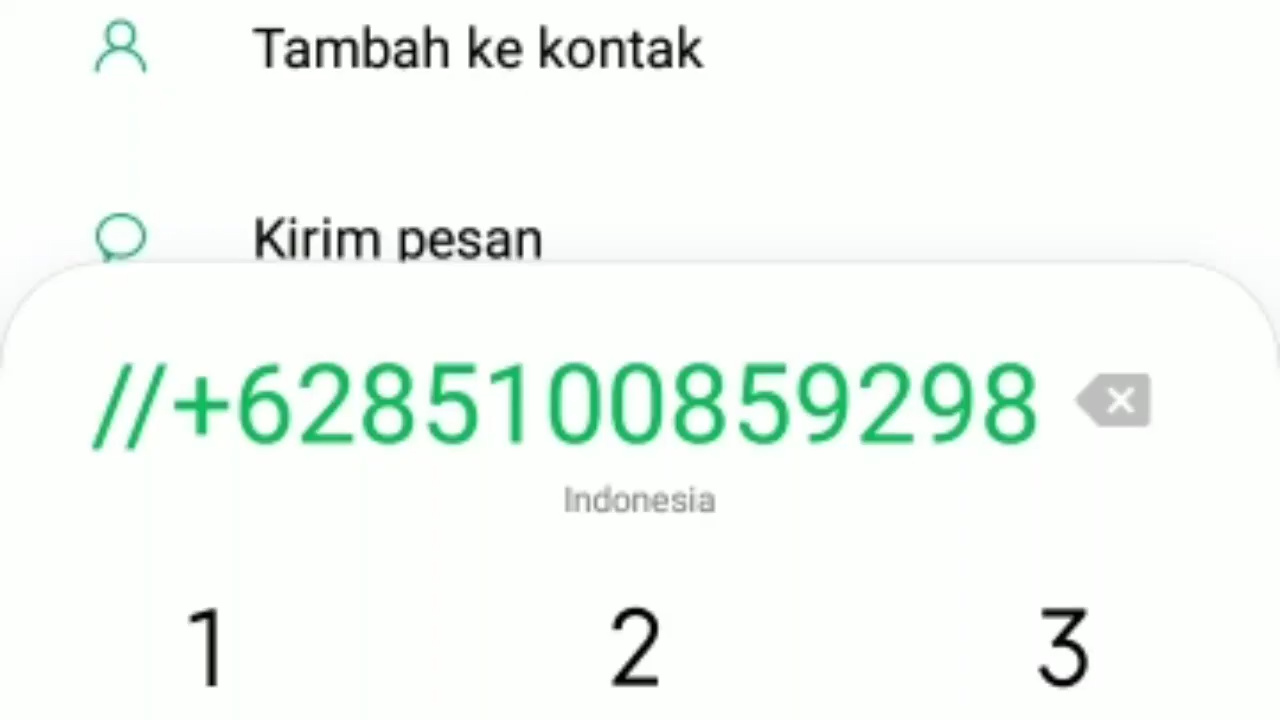 Tambah ke kontak
Kirim pesan
//+6285100859298
Indonesia
1 2 3